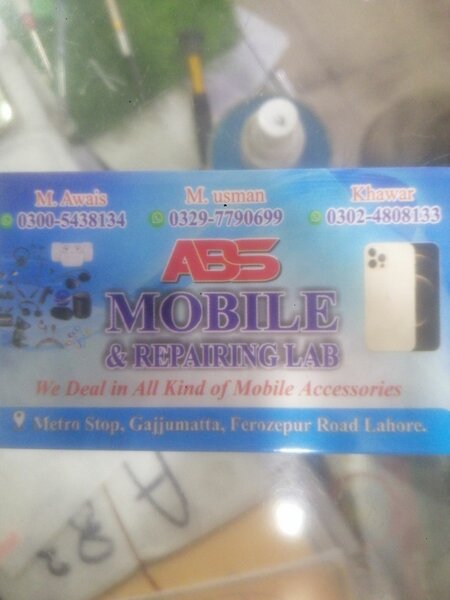 M. Awais M. usman Khawar
0300-5438134 0329-7790699 0302-4808133
ABS
MOBILE
& REPAIRING LAB
We Deal in All Kind of Mobile Accessories
Metro Stop, Gajjumatta, Ferozepur Road Lahore.
A